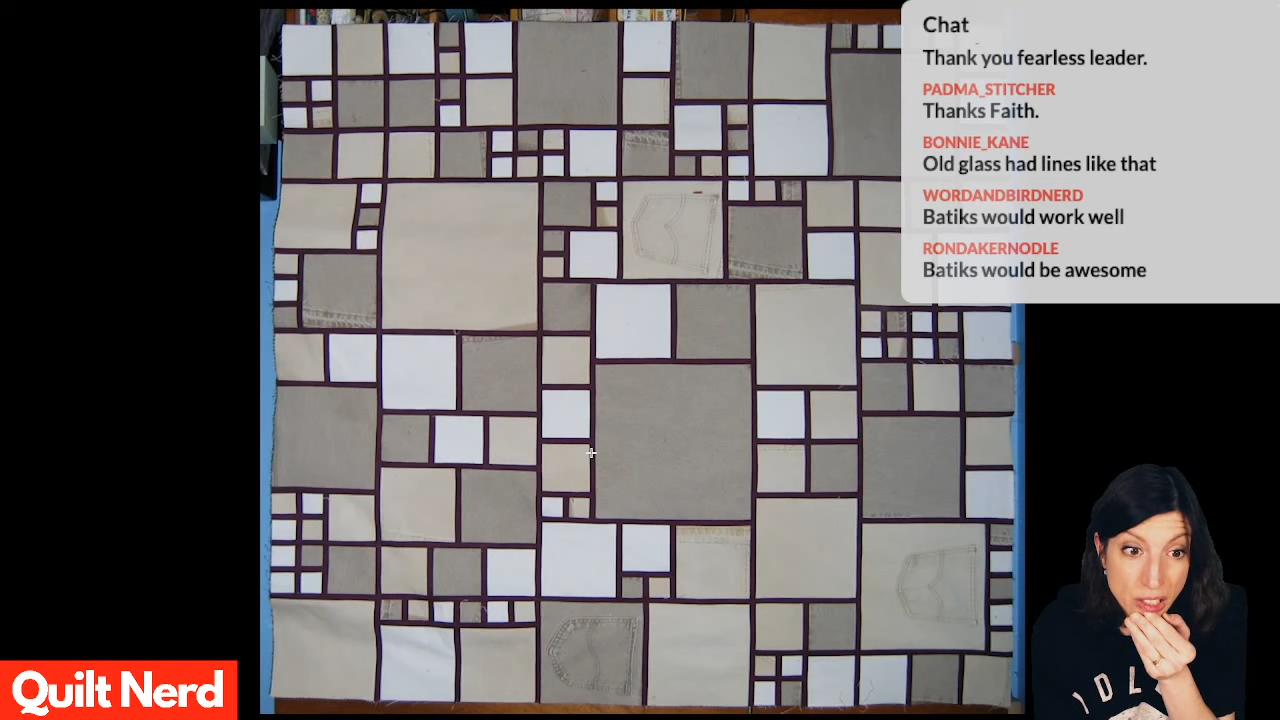 Chat
Thank you fearless leader.
PADMA_STITCHER
Thanks Faith.
BONNIE_KANE
Old glass had lines like that
WORDANDBIRDNERD
Batiks would work well
RONDAKERNODLE
Batiks would be awesome
Quilt Nerd